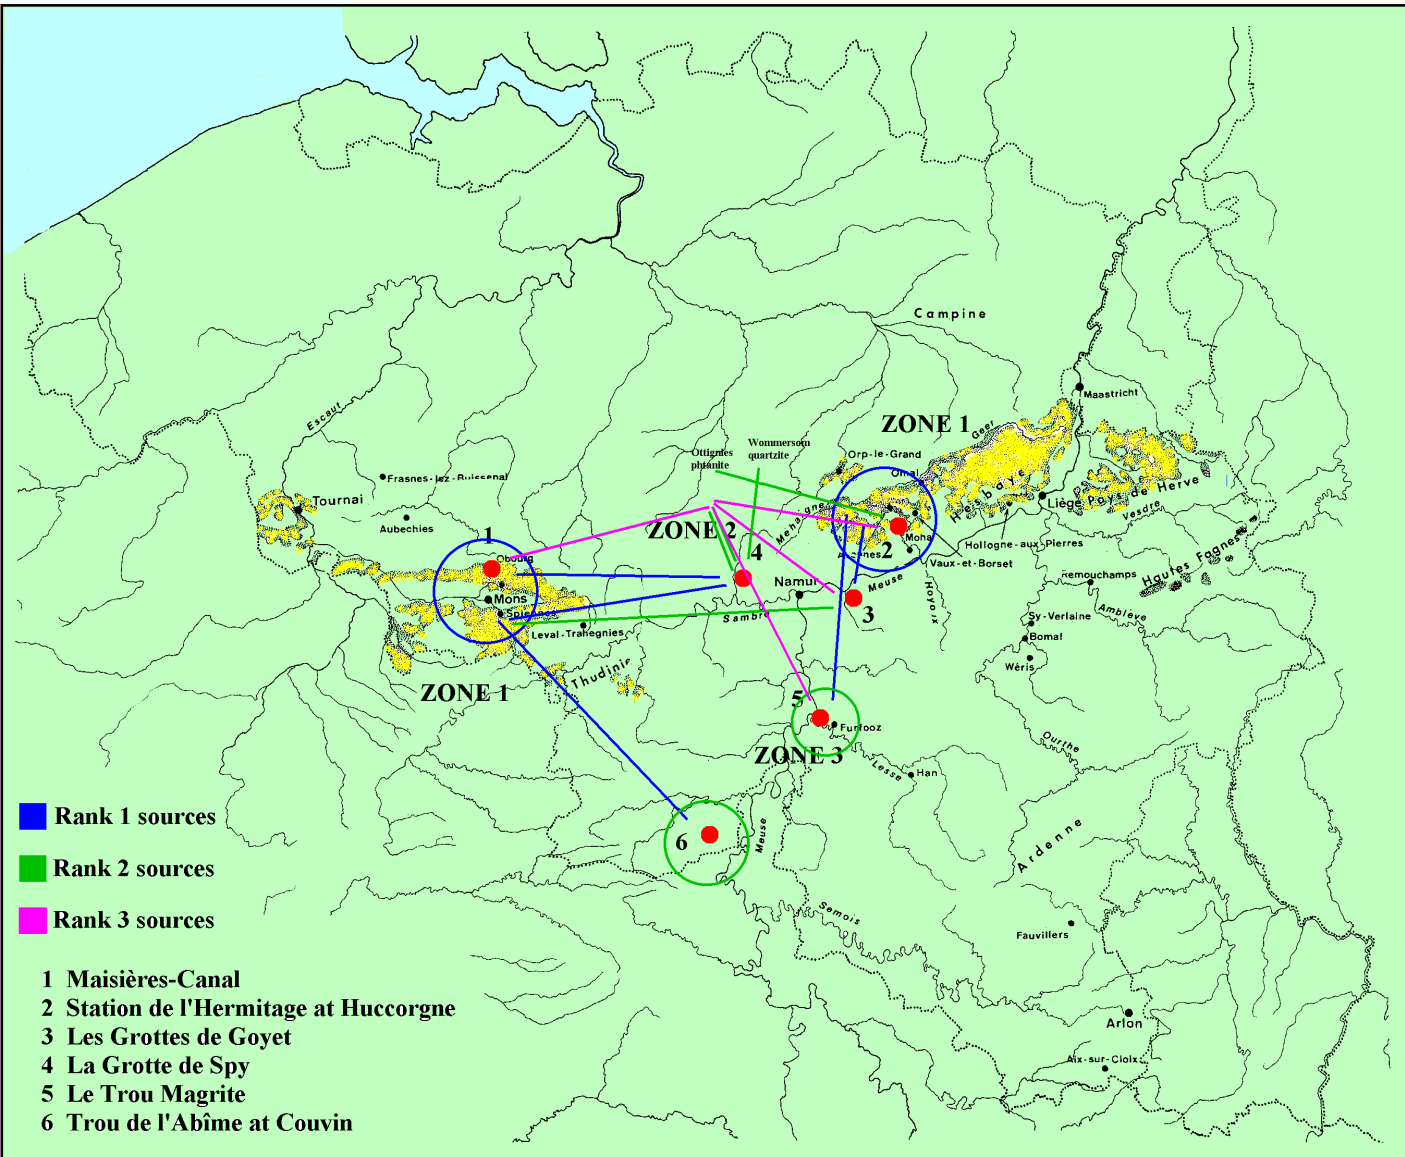 Campine
Maastricht
Escaut
ZONE 1
Geer
Wommersom
quartzite
Ottignies
phtanite
Orp-le-Grand
Omal
Frasnes-lez-Buissenal
Hesbaye
Liège
Pays de Herve
Tournai
Vesdre
Aubechies
Mehaigne
ZONE 2
1
4
2
Moha
Hollogne-aux-Pierres
Hautes Fagnes
Obourg
Vaux-et-Borset
Remouchamps
Namur
Meuse
Mons
3
Hoyoux
Amblève
Spiennes
Sambre
Sy-Verlaine
Leval-Trahegnies
Bomal
Wéris
Thudinie
ZONE 1
5
Furfooz
Ourthe
ZONE 3
Lesse
Han
Rank 1 sources
Meuse
6
Ardenne
Rank 2 sources
Semois
Rank 3 sources
Fauvillers
1 Maisières-Canal
2 Station de l'Hermitage at Huccorgne
Arlon
3 Les Grottes de Goyet
4 La Grotte de Spy
Aix-sur-Cloix
5 Le Trou Magrite
6 Trou de l'Abîme at Couvin